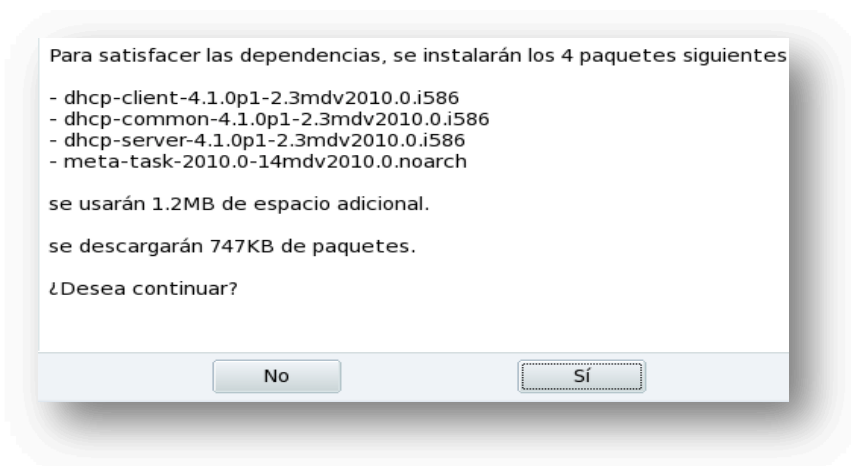 Para satisfacer las dependencias, se instalarán los 4 paquetes siguientes
- dhcp-client-4.1.0p1-2.3mdv2010.0.i586
- dhcp-common-4.1.0p1-2.3mdv2010.0.i586
- dhcp-server-4.1.0p1-2.3mdv2010.0.i586
- meta-task-2010.0-14mdv2010.0.noarch
se usarán 1.2MB de espacio adicional.
se descargarán 747KB de paquetes.
¿Desea continuar?
No
Sí